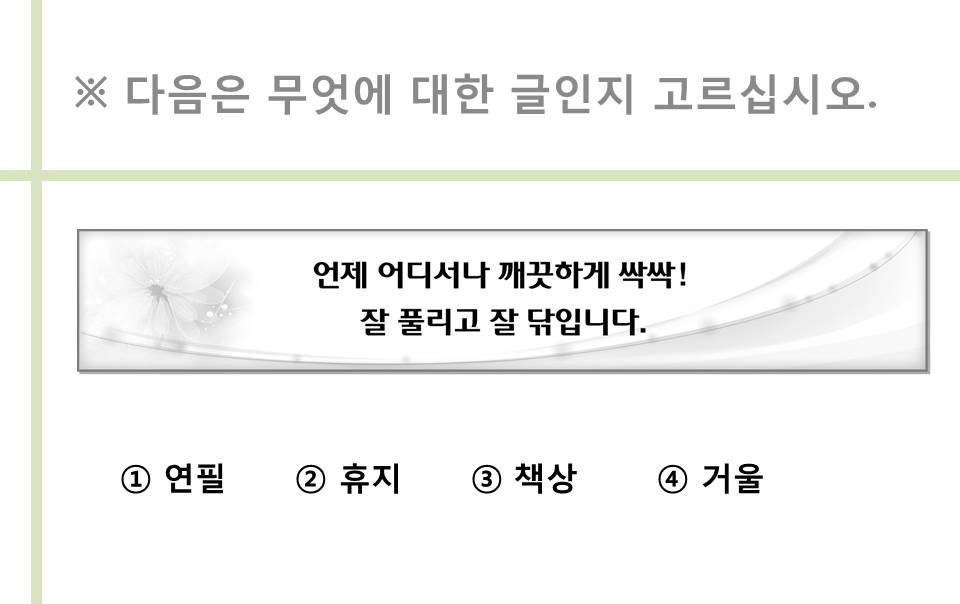 ※ 다음은 무엇에 대한 글인지 고르십시오.
언제 어디서나 깨끗하게 싹싹!
잘 풀리고 잘 닦입니다.
① 연필 ② 휴지 ③ 책상 ④ 거울